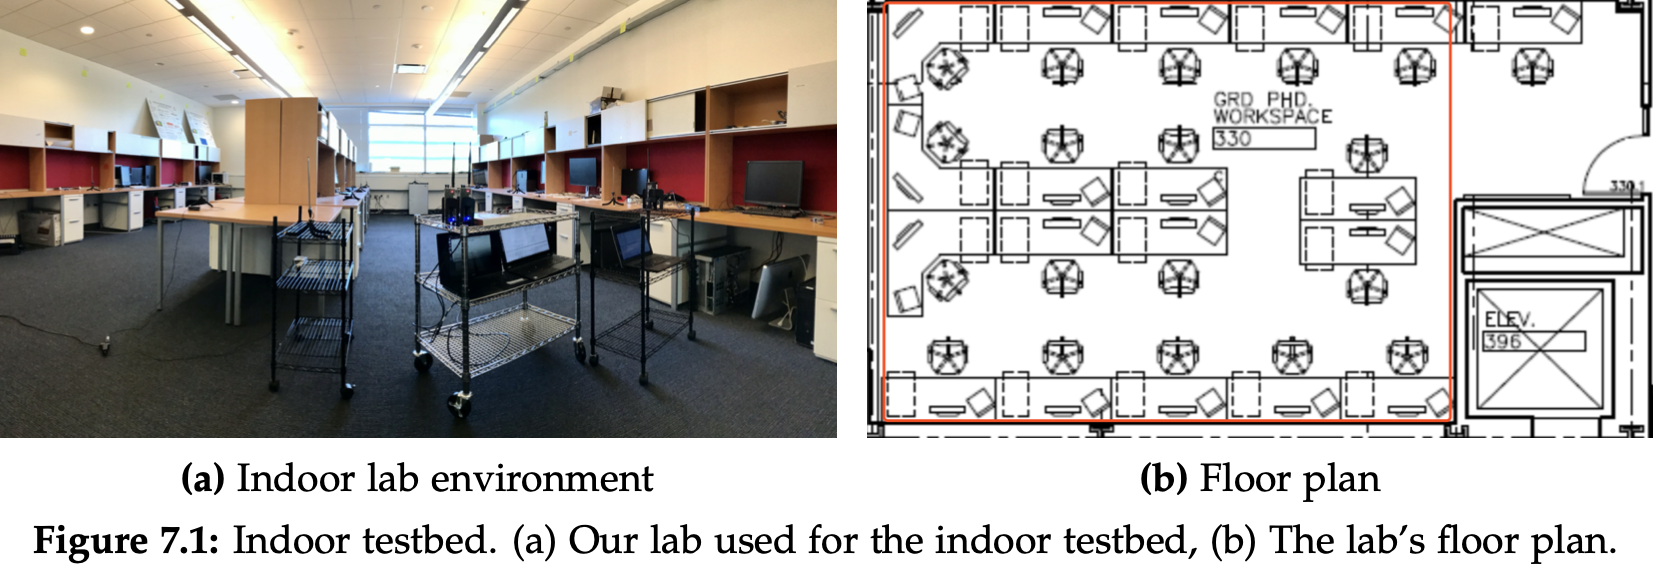 GRD PHD.
WORKSPACE
330
330.1
ELEV.
396
(a) Indoor lab environment
(b) Floor plan
Figure 7.1: Indoor testbed. (a) Our lab used for the indoor testbed, (b) The lab's floor plan.